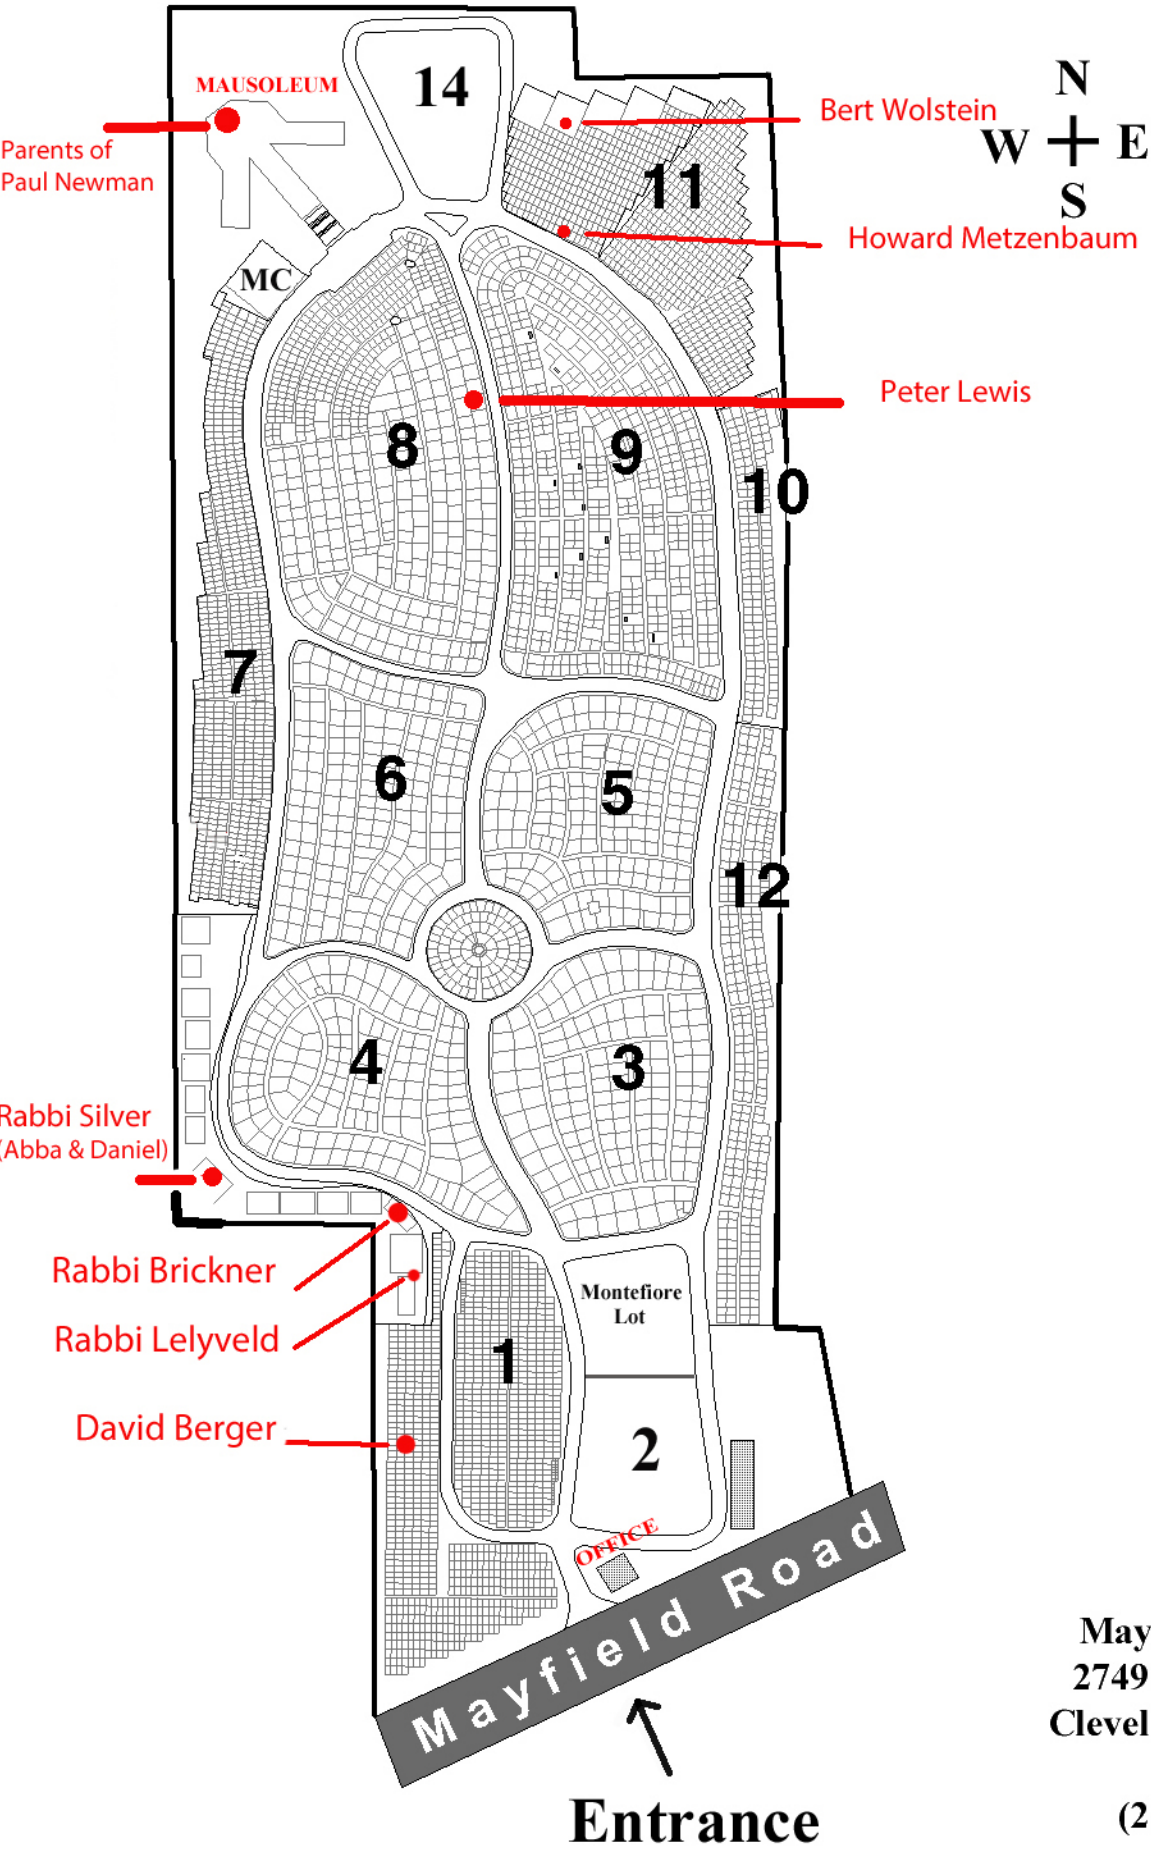 14
MAUSOLEUM
N
W E
S
Bert Wolstein
Parents of
Paul Newman
11
Howard Metzenbaum
MC
Peter Lewis
8
9
10
7
6
5
12
4
3
Rabbi Silver
(Abba & Daniel)
Rabbi Brickner
Montefiore
Lot
Rabbi Lelyveld
1
David Berger
2
OFFICE
Mayfield Road
Entrance
May
2749
Clevel
(2